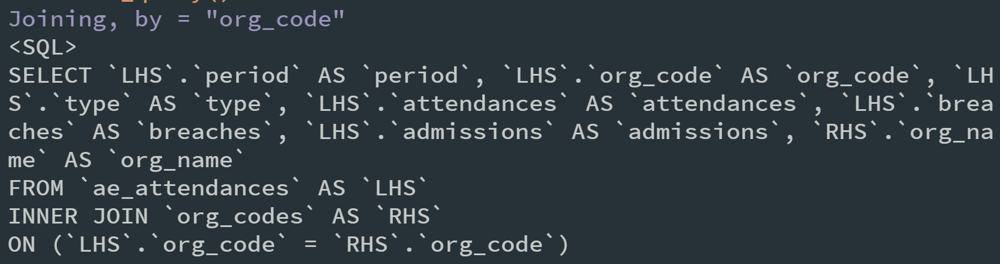 Joining, by = "org_code"
<SQL>
SELECT `LHS`.`period` AS `period`, `LHS`.`org_code` AS `org_code`, `LH
S`.`type` AS `type`, `LHS`.`attendances` AS `attendances`, `LHS`.`brea
ches` AS `breaches`, `LHS`.`admissions` AS `admissions`, `RHS`.`org_na
me` AS `org_name`
FROM `ae_attendances` AS `LHS`
INNER JOIN `org_codes` AS `RHS`
ON (`LHS`.`org_code` = `RHS`.`org_code`)